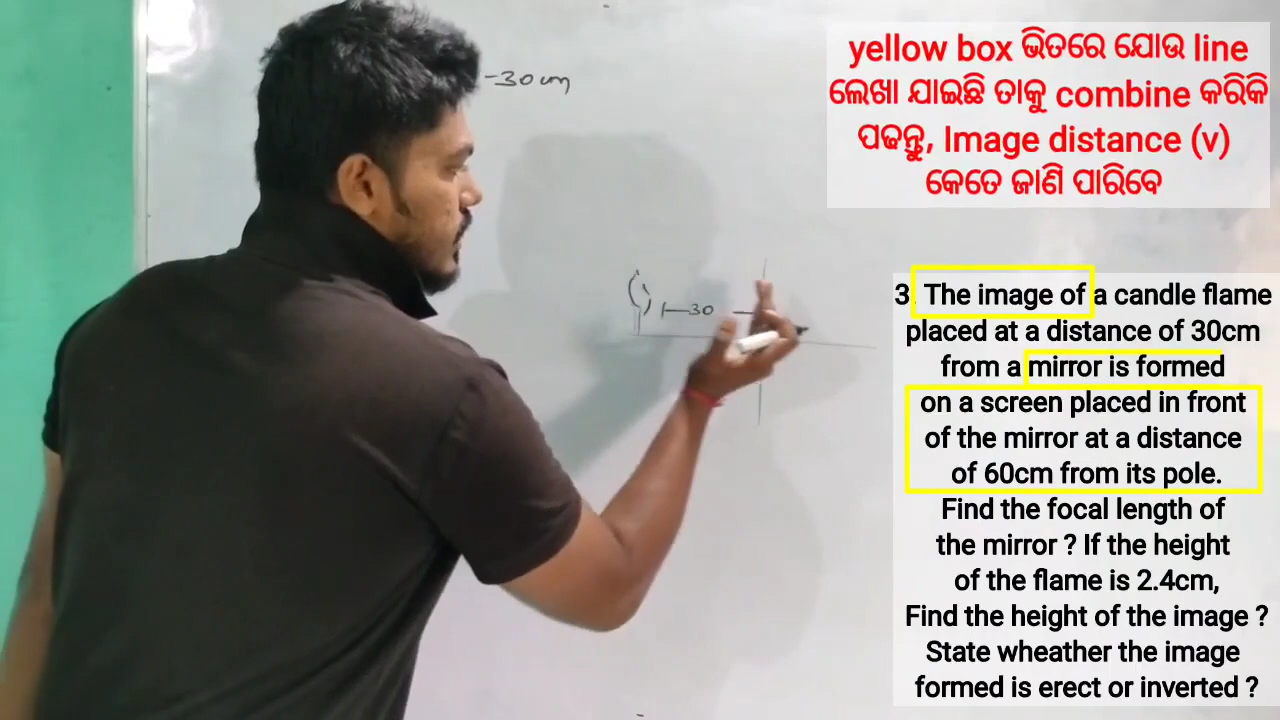 -30cm
30
yellow box ଭିତରେ ଯୋଉ line
ଲେଖା ଯାଇଛି ତାକୁ combine କରିକି
ପଢନ୍ତୁ, Image distance (v)
କେତେ ଜାଣି ପାରିବେ
3. The image of a candle flame
placed at a distance of 30cm
from a mirror is formed
on a screen placed in front
of the mirror at a distance
of 60cm from its pole.
Find the focal length of
the mirror ? If the height
of the flame is 2.4cm,
Find the height of the image ?
State wheather the image
formed is erect or inverted ?